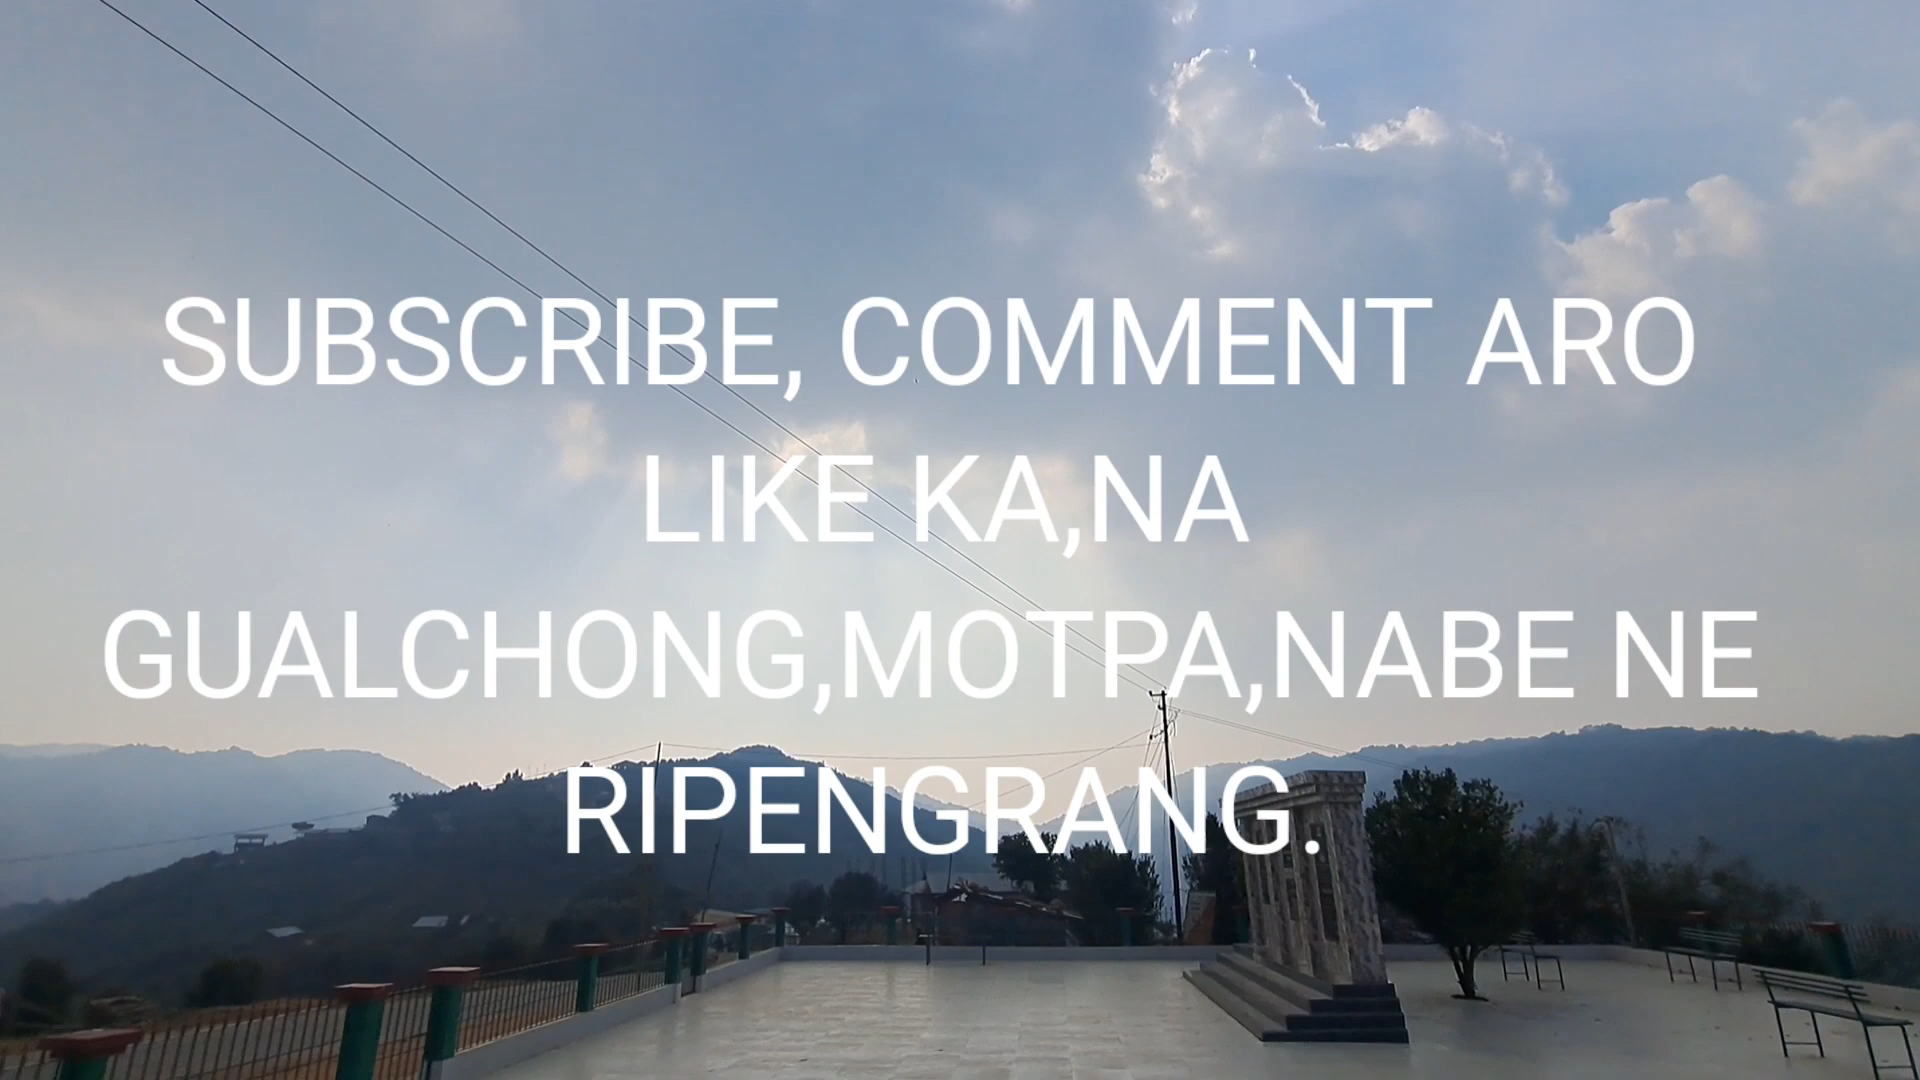 SUBSCRIBE, COMMENT ARO
LIKE KA,NA
GUALCHONG,MOTPA,NABE NE
RIPENGRANG.